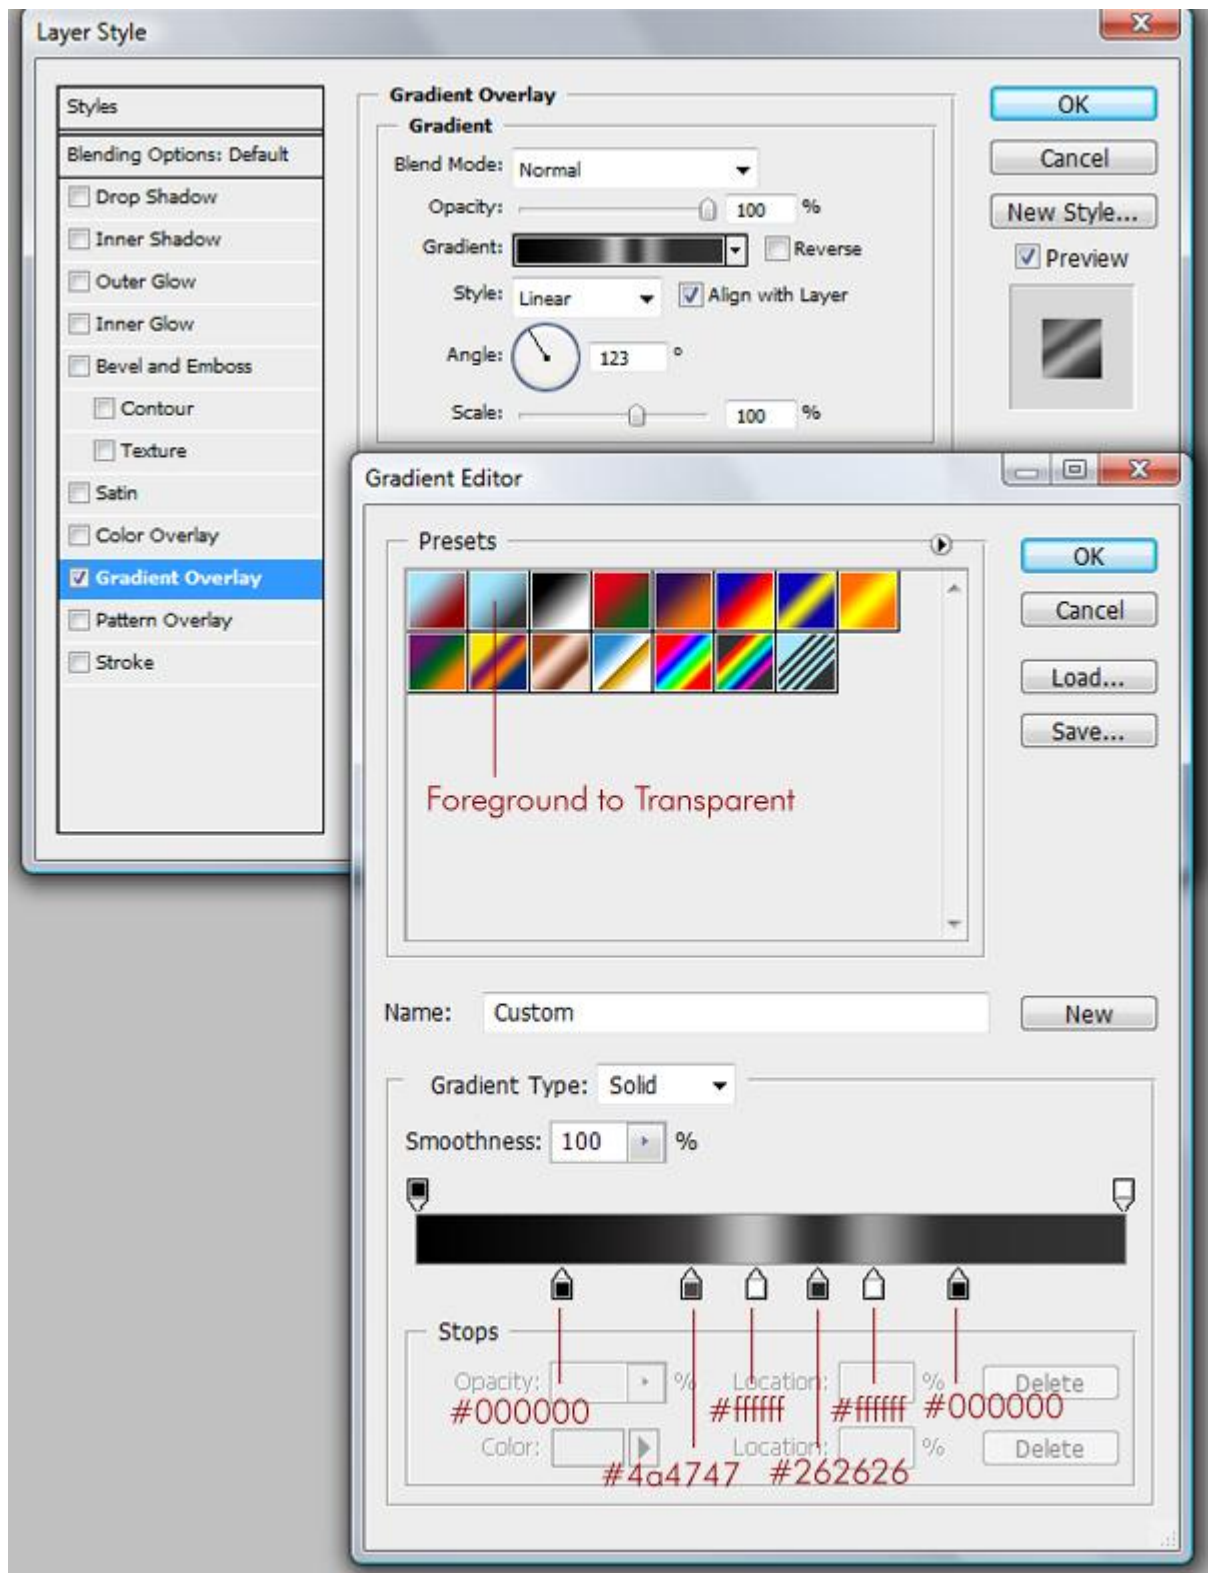 Layer Style
Styles
Blending Options: Default
Drop Shadow
Inner Shadow
Outer Glow
Inner Glow
Bevel and Emboss
Contour
Texture
Satin
Color Overlay
Gradient Overlay
Pattern Overlay
Stroke
Gradient Overlay
Gradient
Blend Mode: Normal
Opacity: 100 %
Gradient: Reverse
Style: Linear Align with Layer
Angle: 123 °
Scale: 100 %
OK
Cancel
New Style...
Preview
Gradient Editor
Presets
Foreground to Transparent
OK
Cancel
Load...
Save...
Name: Custom
New
Gradient Type: Solid
Smoothness: 100 %
Stops
Opacity: % Location: % Delete
#000000 #ffffff #ffffff #000000
Color: Location: % Delete
#4a4747 #262626